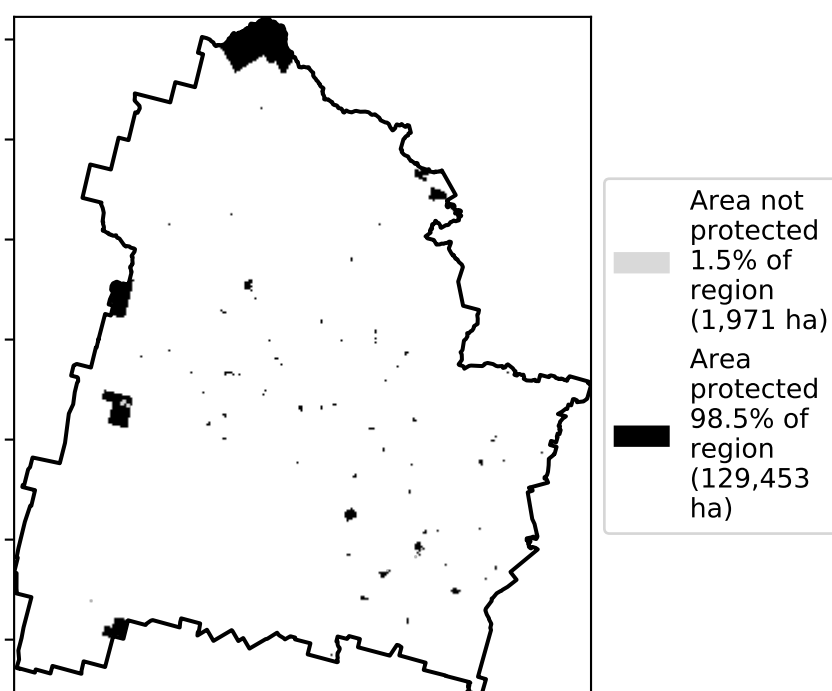 Area not
protected
1.5% of
region
(1,971 ha)
Area
protected
98.5% of
region
(129,453
ha)